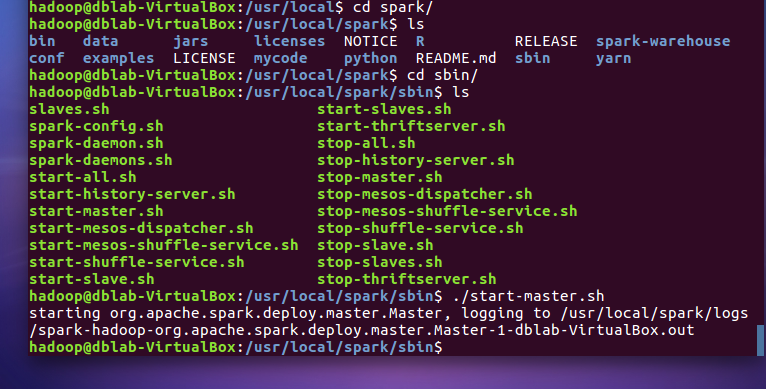 hadoop@dblab-VirtualBox:/usr/local$ cd spark/
hadoop@dblab-VirtualBox:/usr/local/spark$ ls
bin data jars licenses NOTICE R RELEASE spark-warehouse
conf examples LICENSE mycode python README.md sbin yarn
hadoop@dblab-VirtualBox:/usr/local/spark$ cd sbin/
hadoop@dblab-VirtualBox:/usr/local/spark/sbin$ ls
slaves.sh start-slaves.sh
spark-config.sh start-thriftserver.sh
spark-daemon.sh stop-all.sh
spark-daemons.sh stop-history-server.sh
start-all.sh stop-master.sh
start-history-server.sh stop-mesos-dispatcher.sh
start-master.sh stop-mesos-shuffle-service.sh
start-mesos-dispatcher.sh stop-shuffle-service.sh
start-mesos-shuffle-service.sh stop-slave.sh
start-shuffle-service.sh stop-slaves.sh
start-slave.sh stop-thriftserver.sh
hadoop@dblab-VirtualBox:/usr/local/spark/sbin$ ./start-master.sh
starting org.apache.spark.deploy.master.Master, logging to /usr/local/spark/logs
/spark-hadoop-org.apache.spark.deploy.master.Master-1-dblab-VirtualBox.out
hadoop@dblab-VirtualBox:/usr/local/spark/sbin$